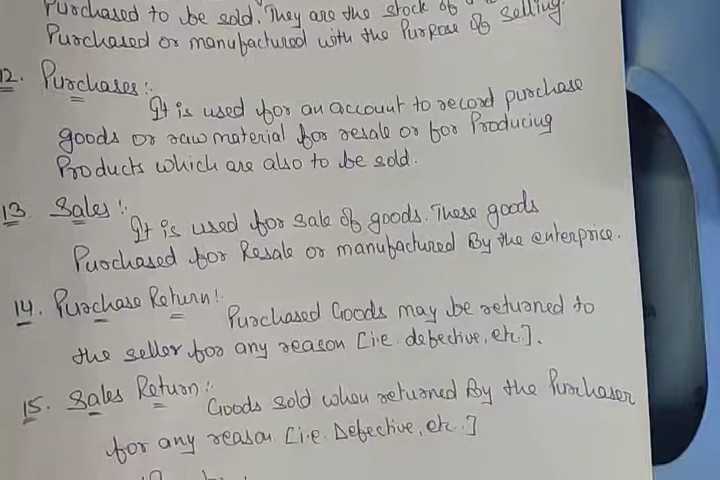 Purchased to be sold. They are the stock of
Purchased or manufactured with the Purpose of selling.
12. Purchases:-
It is used for an account to record purchase
goods or raw material for resale or for Producing
Products which are also to be sold.
13. Sales:-
It is used for sale of goods. These goods
Purchased for Resale or manufactured By the enterprice.
14. Purchase Return:-
Purchased Goods may be returned to
the seller for any reason [i.e. defective, etc.].
15. Sales Return:-
Goods sold when returned By the Purchaser
for any reason [i.e. Defective, etc.]